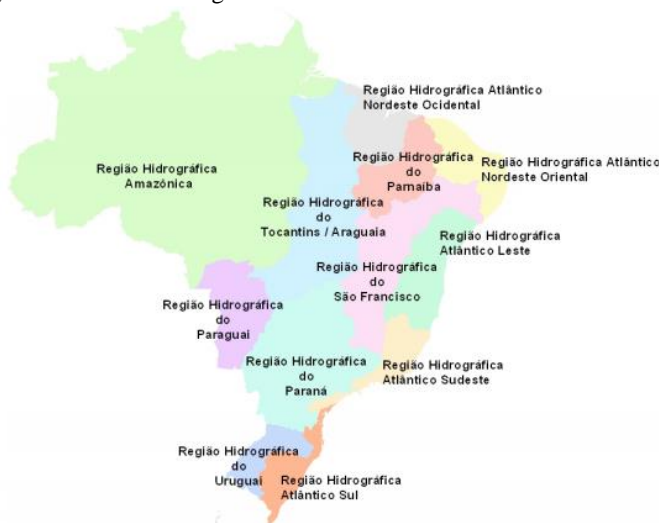 Região Hidrográfica Atlântico
Nordeste Ocidental
Região Hidrográfica
do
Parnaíba
Região Hidrográfica Atlântico
Nordeste Oriental
Região Hidrográfica
Amazônica
Região Hidrográfica
do
Tocantins / Araguaia
Região Hidrográfica
Atlântico Leste
Região Hidrográfica
do
São Francisco
Região Hidrográfica
do
Paraguai
Região Hidrográfica
do
Paraná
Região Hidrográfica
Atlântico Sudeste
Região Hidrográfica
do
Uruguai
Região Hidrográfica
Atlântico Sul